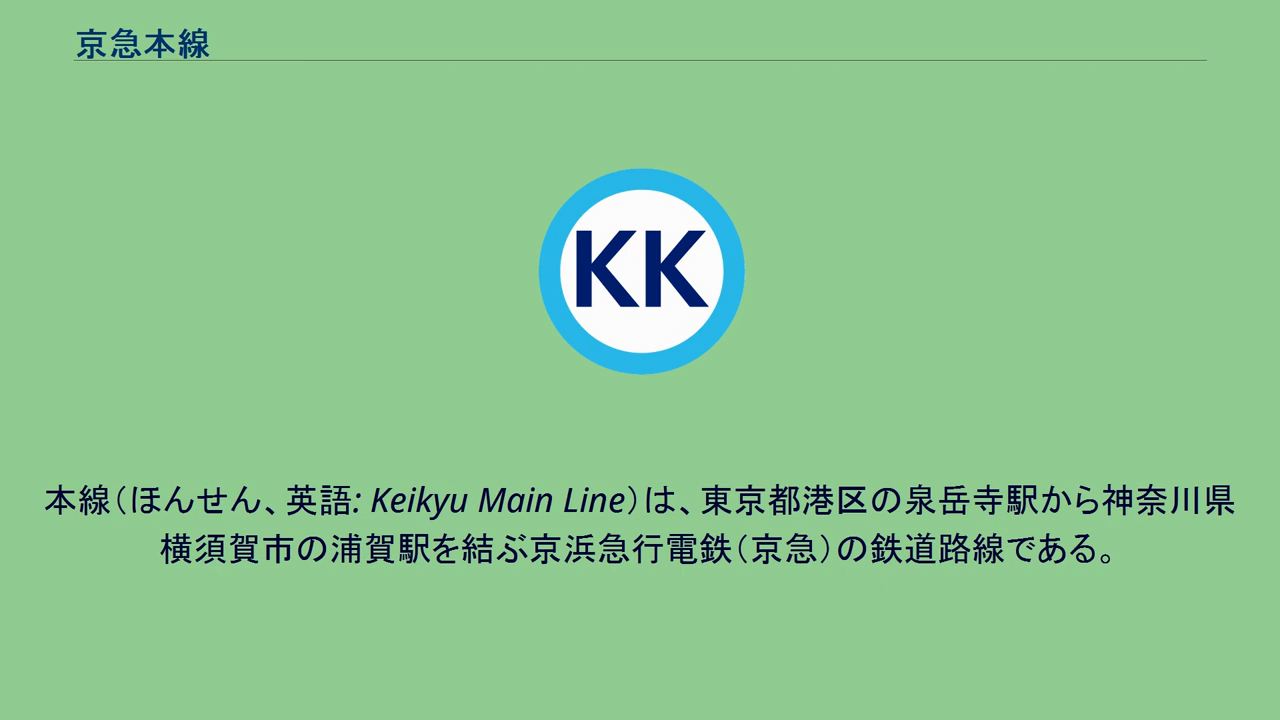 京急本線
KK
本線（ほんせん、英語: Keikyu Main Line）は、東京都港区の泉岳寺駅から神奈川県
横須賀市の浦賀駅を結ぶ京浜急行電鉄（京急）の鉄道路線である。